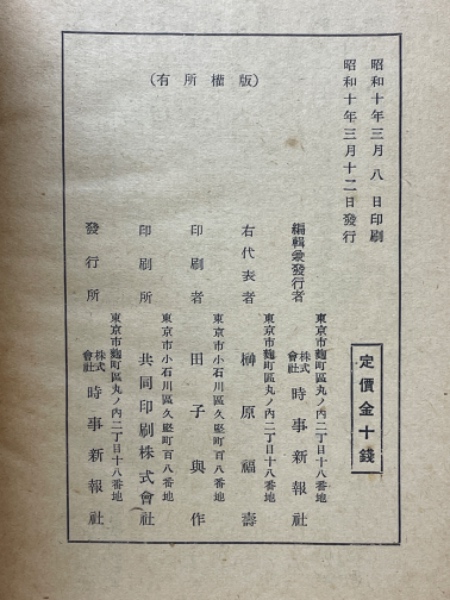 昭和十年三月八日印刷
昭和十年三月十二日發行
定價金十錢
(版權所有)
東京市麴町區丸ノ內二丁目十八番地
編輯兼發行者 株式會社 時事新報社
東京市麴町區丸ノ內二丁目十八番地
右代表者 榊原福壽
東京市小石川區久堅町百八番地
印刷者 田子與作
東京市小石川區久堅町百八番地
印刷所 共同印刷株式會社
東京市麴町區丸ノ內二丁目十八番地
發行所 株式會社 時事新報社